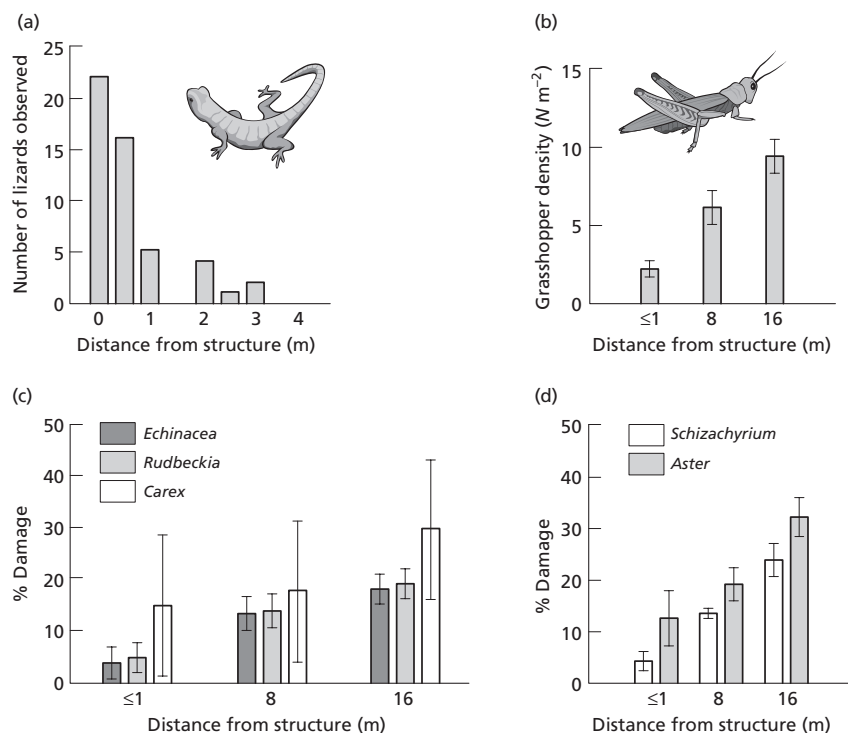 (a)
25
20
15
10
5
0
Number of lizards observed
0 1 2 3 4
Distance from structure (m)
(b)
15
10
5
0
Grasshopper density (N m−2)
≤1 8 16
Distance from structure (m)
(c)
50
40
30
20
10
0
% Damage
Echinacea
Rudbeckia
Carex
≤1 8 16
Distance from structure (m)
(d)
50
40
30
20
10
0
% Damage
Schizachyrium
Aster
≤1 8 16
Distance from structure (m)